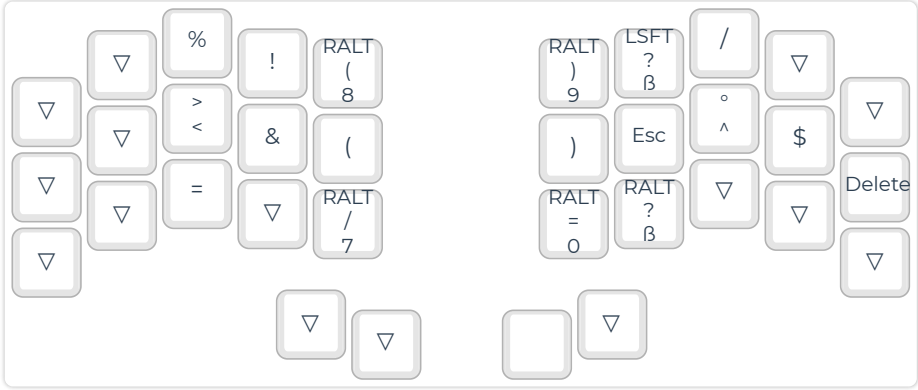 ▽ ▽ % ! RALT ( 8
RALT ) 9 LSFT ? ß / ▽ ▽
▽ ▽ > < & (
) Esc ° ^ $ Delete
▽ ▽ = ▽ RALT / 7
RALT = 0 RALT ? ß ▽ ▽ ▽
▽ ▽ ▽